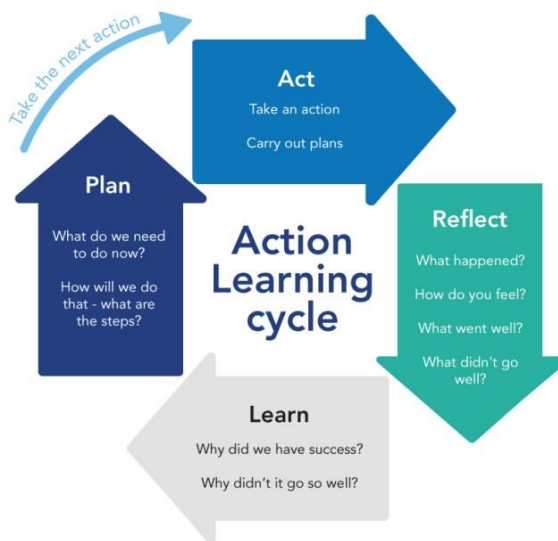 Take the next action
Act
Take an action
Carry out plans
Plan
What do we need
to do now?
How will we do
that - what are
the steps?
Action
Learning
cycle
Reflect
What happened?
How do you feel?
What went well?
What didn't go
well?
Learn
Why did we have success?
Why didn't it go so well?